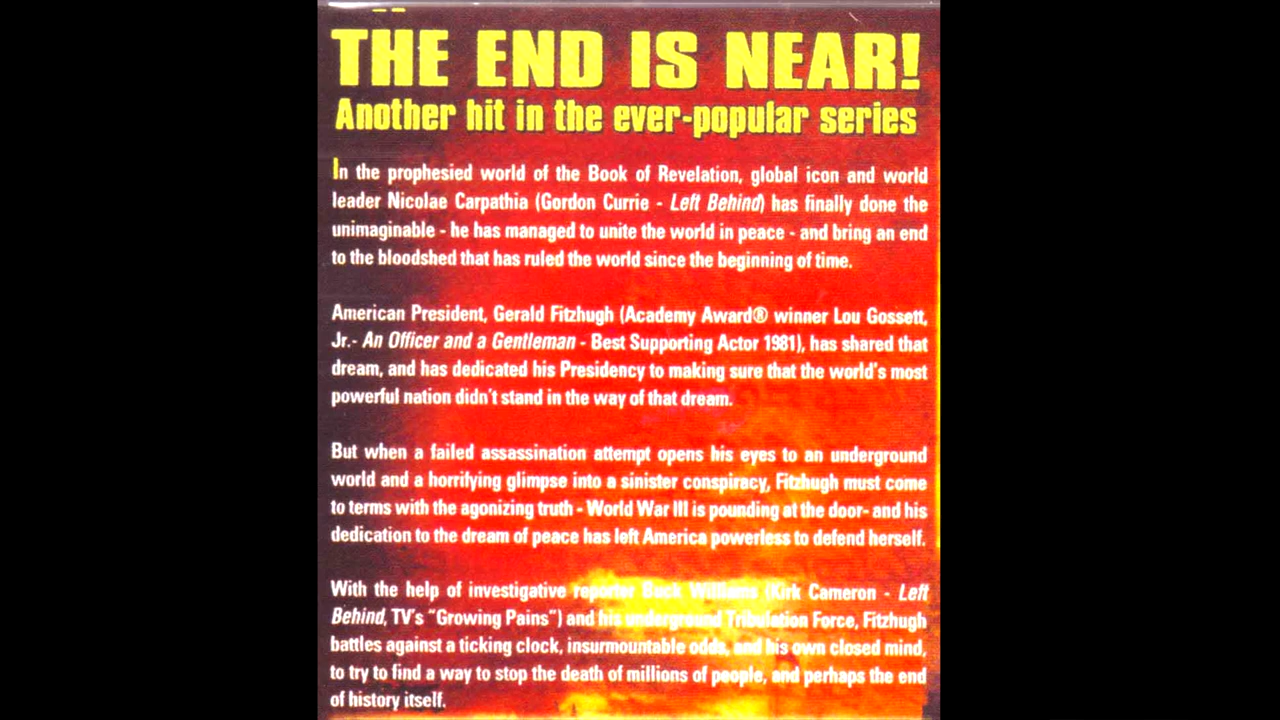 THE END IS NEAR!
Another hit in the ever-popular series
In the prophesied world of the Book of Revelation, global icon and world
leader Nicolae Carpathia (Gordon Currie - Left Behind) has finally done the
unimaginable - he has managed to unite the world in peace - and bring an end
to the bloodshed that has ruled the world since the beginning of time.
American President, Gerald Fitzhugh (Academy Award® winner Lou Gossett,
Jr.- An Officer and a Gentleman - Best Supporting Actor 1981), has shared that
dream, and has dedicated his Presidency to making sure that the world's most
powerful nation didn't stand in the way of that dream.
But when a failed assassination attempt opens his eyes to an underground
world and a horrifying glimpse into a sinister conspiracy, Fitzhugh must come
to terms with the agonizing truth - World War III is pounding at the door- and his
dedication to the dream of peace has left America powerless to defend herself.
With the help of investigative reporter Buck Williams (Kirk Cameron - Left
Behind, TV's "Growing Pains") and his underground Tribulation Force, Fitzhugh
battles against a ticking clock, insurmountable odds, and his own closed mind,
to try to find a way to stop the death of millions of people, and perhaps the end
of history itself.